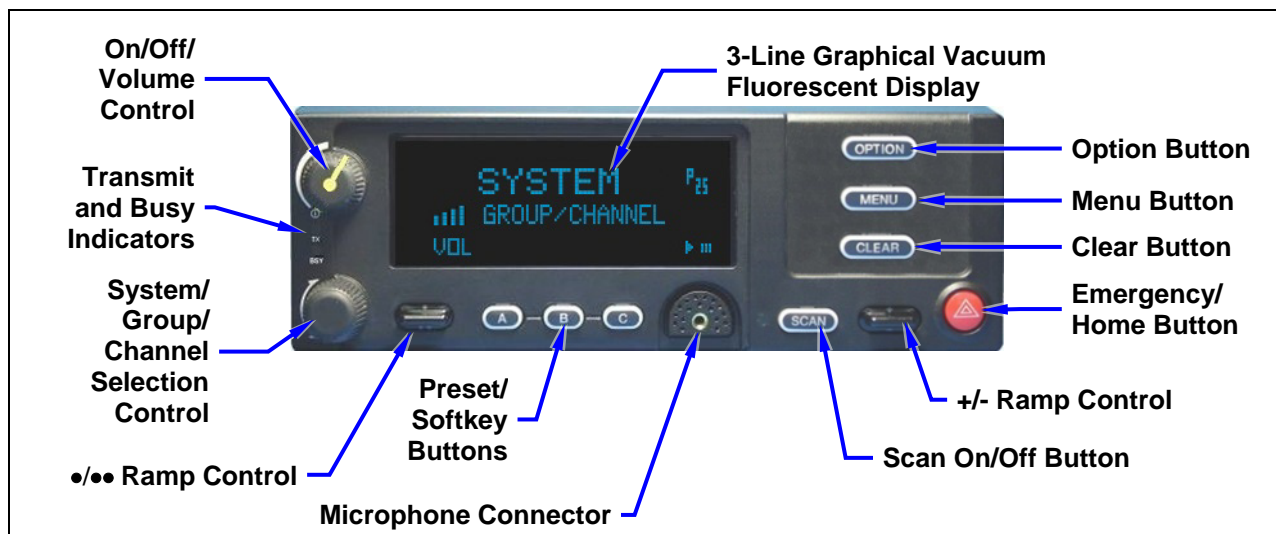 On/Off/
Volume
Control
3-Line Graphical Vacuum
Fluorescent Display
Transmit
and Busy
Indicators
System/
Group/
Channel
Selection
Control
●/●● Ramp Control
Preset/
Softkey
Buttons
Microphone Connector
Option Button
Menu Button
Clear Button
Emergency/
Home Button
+/- Ramp Control
Scan On/Off Button
SYSTEM P25
GROUP/CHANNEL
VOL
TX
BSY
OPTION
MENU
CLEAR
A
B
C
SCAN